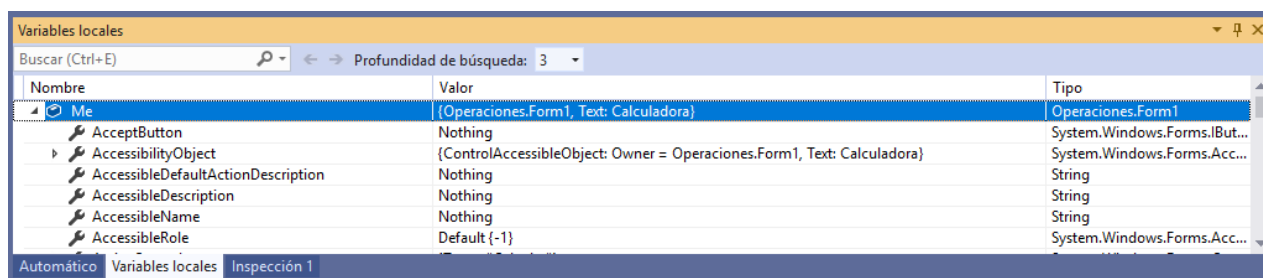 Variables locales
Buscar (Ctrl+E) Profundidad de búsqueda: 3
Nombre Valor Tipo
Me {Operaciones.Form1, Text: Calculadora} Operaciones.Form1
AcceptButton Nothing System.Windows.Forms.IBut...
AccessibilityObject {ControlAccessibleObject: Owner = Operaciones.Form1, Text: Calculadora} System.Windows.Forms.Acc...
AccessibleDefaultActionDescription Nothing String
AccessibleDescription Nothing String
AccessibleName Nothing String
AccessibleRole Default {-1} System.Windows.Forms.Acc...
Automático Variables locales Inspección 1